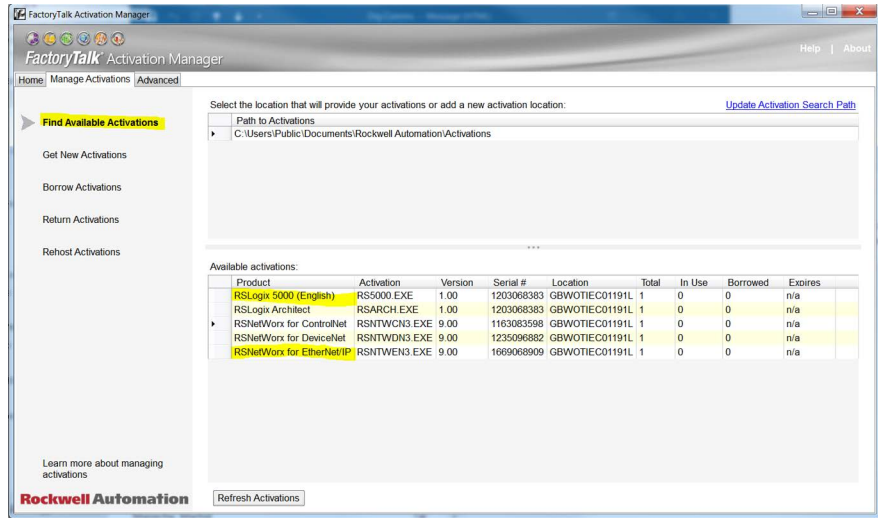 FactoryTalk Activation Manager
FactoryTalk Activation Manager
Help | About
Home Manage Activations Advanced
Find Available Activations
Get New Activations
Borrow Activations
Return Activations
Rehost Activations
Learn more about managing
activations
Rockwell Automation
Select the location that will provide your activations or add a new activation location: Update Activation Search Path
Path to Activations
C:\Users\Public\Documents\Rockwell Automation\Activations
Available activations:
Product Activation Version Serial # Location Total In Use Borrowed Expires
RSLogix 5000 (English) RS5000.EXE 1.00 1203068383 GBWOTIEC01191L 1 0 0 n/a
RSLogix Architect RSARCH.EXE 1.00 1203068383 GBWOTIEC01191L 1 0 0 n/a
RSNetWorx for ControlNet RSNTWCN3.EXE 9.00 1163083598 GBWOTIEC01191L 1 0 0 n/a
RSNetWorx for DeviceNet RSNTWDN3.EXE 9.00 1235096882 GBWOTIEC01191L 1 0 0 n/a
RSNetWorx for EtherNet/IP RSNTWEN3.EXE 9.00 1669068909 GBWOTIEC01191L 1 0 0 n/a
Refresh Activations